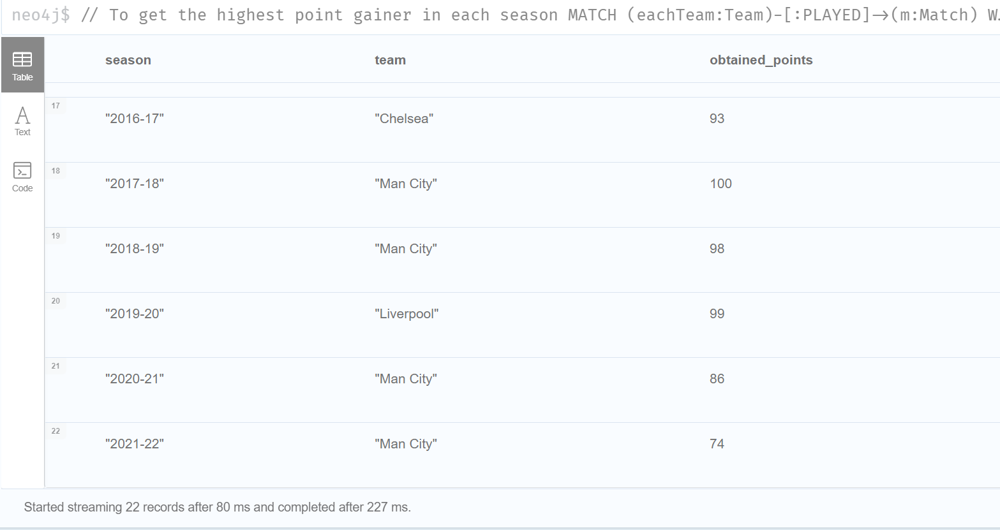 neo4j$ // To get the highest point gainer in each season MATCH (eachTeam:Team)-[:PLAYED]->(m:Match) W…
season team obtained_points
Table
17
"2016-17" "Chelsea" 93
Text
18
"2017-18" "Man City" 100
Code
19
"2018-19" "Man City" 98
20
"2019-20" "Liverpool" 99
21
"2020-21" "Man City" 86
22
"2021-22" "Man City" 74
Started streaming 22 records after 80 ms and completed after 227 ms.